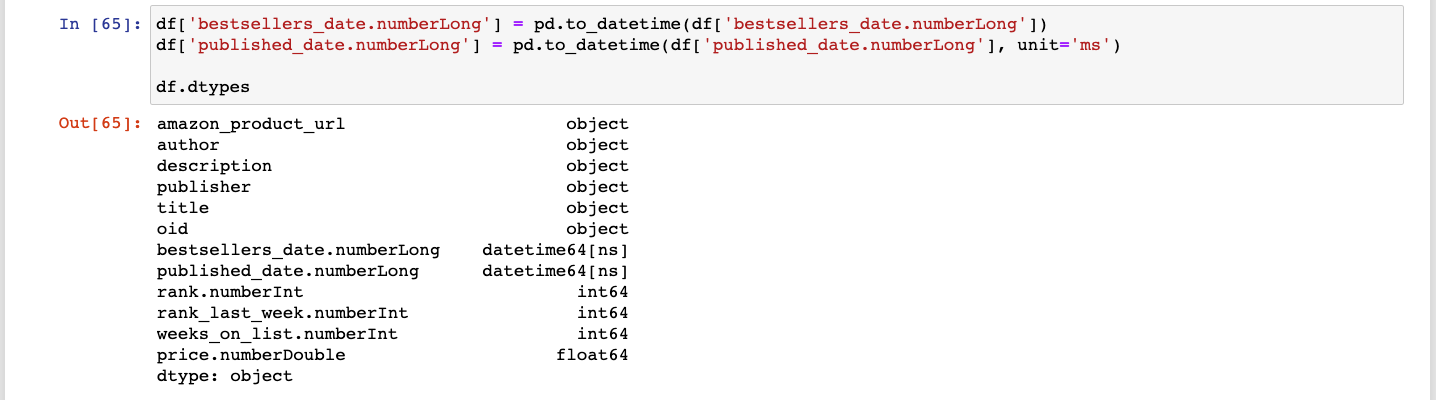 In [65]: df['bestsellers_date.numberLong'] = pd.to_datetime(df['bestsellers_date.numberLong'])
df['published_date.numberLong'] = pd.to_datetime(df['published_date.numberLong'], unit='ms')
df.dtypes
Out[65]: amazon_product_url object
author object
description object
publisher object
title object
oid object
bestsellers_date.numberLong datetime64[ns]
published_date.numberLong datetime64[ns]
rank.numberInt int64
rank_last_week.numberInt int64
weeks_on_list.numberInt int64
price.numberDouble float64
dtype: object